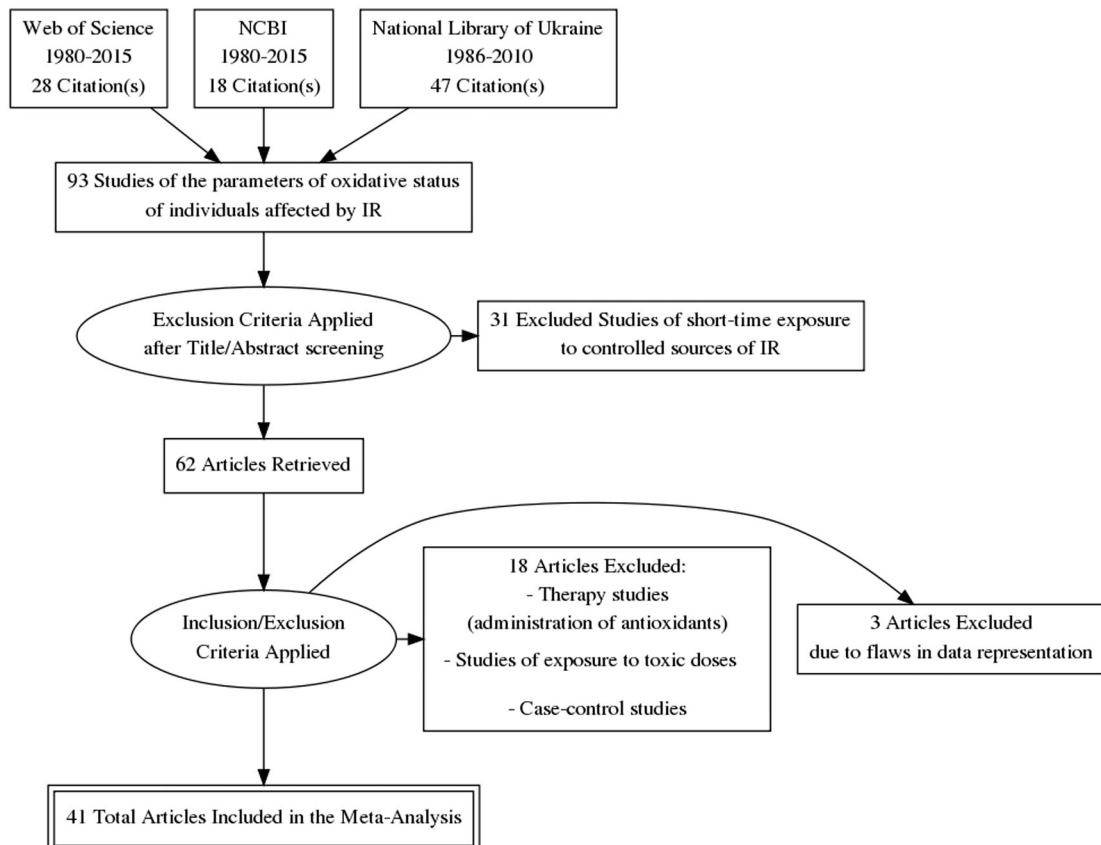 Web of Science
1980-2015
28 Citation(s)
NCBI
1980-2015
18 Citation(s)
National Library of Ukraine
1986-2010
47 Citation(s)
93 Studies of the parameters of oxidative status
of individuals affected by IR
Exclusion Criteria Applied
after Title/Abstract screening
31 Excluded Studies of short-time exposure
to controlled sources of IR
62 Articles Retrieved
Inclusion/Exclusion
Criteria Applied
18 Articles Excluded:
- Therapy studies
(administration of antioxidants)
- Studies of exposure to toxic doses
- Case-control studies
3 Articles Excluded
due to flaws in data representation
41 Total Articles Included in the Meta-Analysis